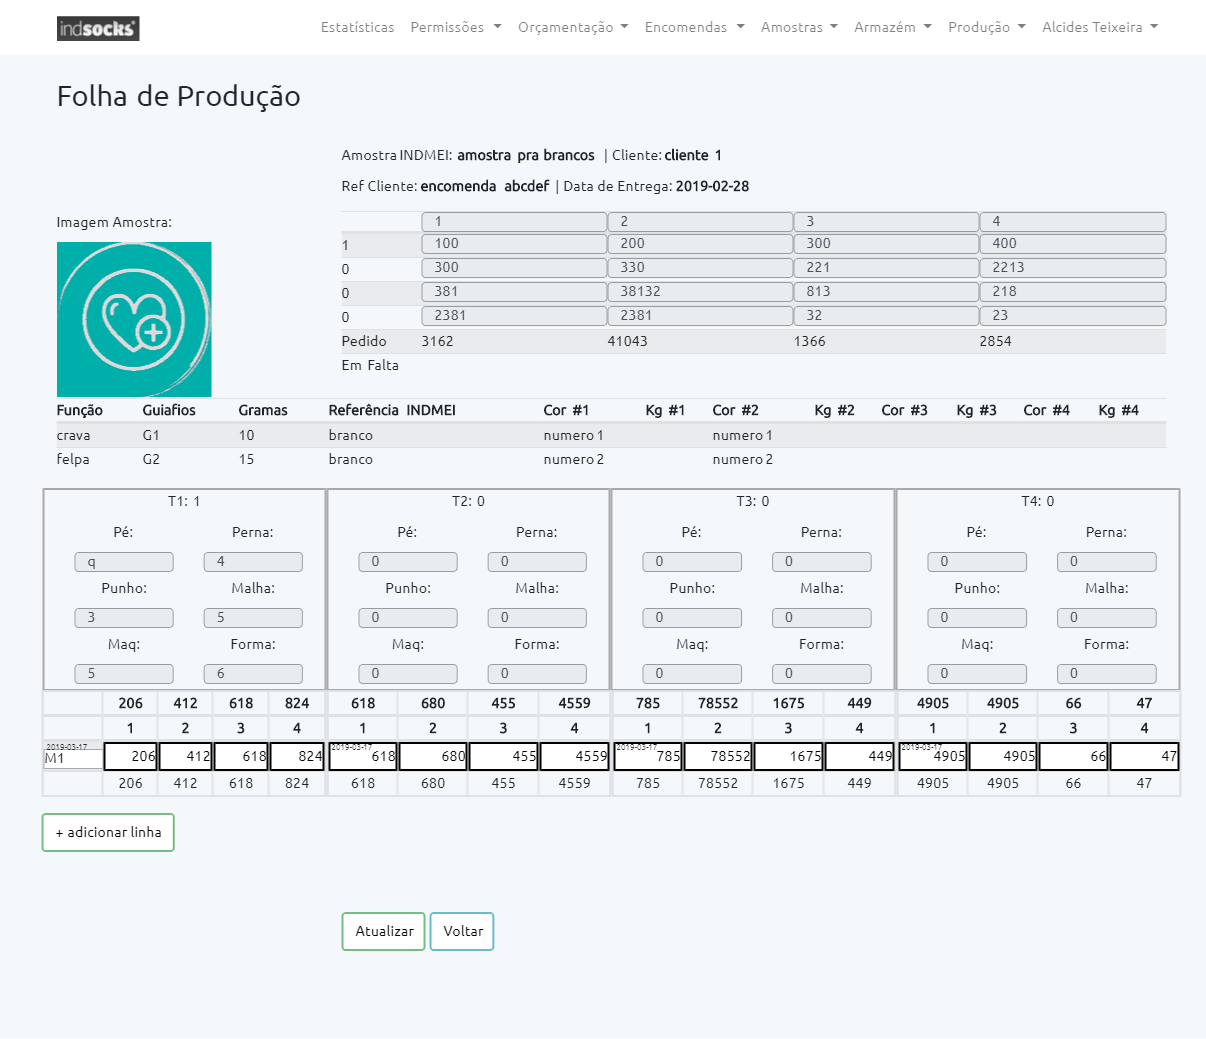 indsocks® Estatísticas Permissões Orçamentação Encomendas Amostras Armazém Produção Alcides Teixeira
Folha de Produção
Amostra INDMEI: amostra pra brancos | Cliente: cliente 1
Ref Cliente: encomenda abcdef | Data de Entrega: 2019-02-28
Imagem Amostra:
1 2 3 4
1 100 200 300 400
0 300 330 221 2213
0 381 38132 813 218
0 2381 2381 32 23
Pedido 3162 41043 1366 2854
Em Falta
Função Guiafios Gramas Referência INDMEI Cor #1 Kg #1 Cor #2 Kg #2 Cor #3 Kg #3 Cor #4 Kg #4
crava G1 10 branco numero 1 numero 1
felpa G2 15 branco numero 2 numero 2
T1: 1 T2: 0 T3: 0 T4: 0
Pé: Perna: Pé: Perna: Pé: Perna: Pé: Perna:
q 4 0 0 0 0 0 0
Punho: Malha: Punho: Malha: Punho: Malha: Punho: Malha:
3 5 0 0 0 0 0 0
Maq: Forma: Maq: Forma: Maq: Forma: Maq: Forma:
5 6 0 0 0 0 0 0
206 412 618 824 618 680 455 4559 785 78552 1675 449 4905 4905 66 47
1 2 3 4 1 2 3 4 1 2 3 4 1 2 3 4
2019-03-17 2019-03-17 2019-03-17 2019-03-17
M1 206 412 618 824 618 680 455 4559 785 78552 1675 449 4905 4905 66 47
206 412 618 824 618 680 455 4559 785 78552 1675 449 4905 4905 66 47
+ adicionar linha
Atualizar Voltar